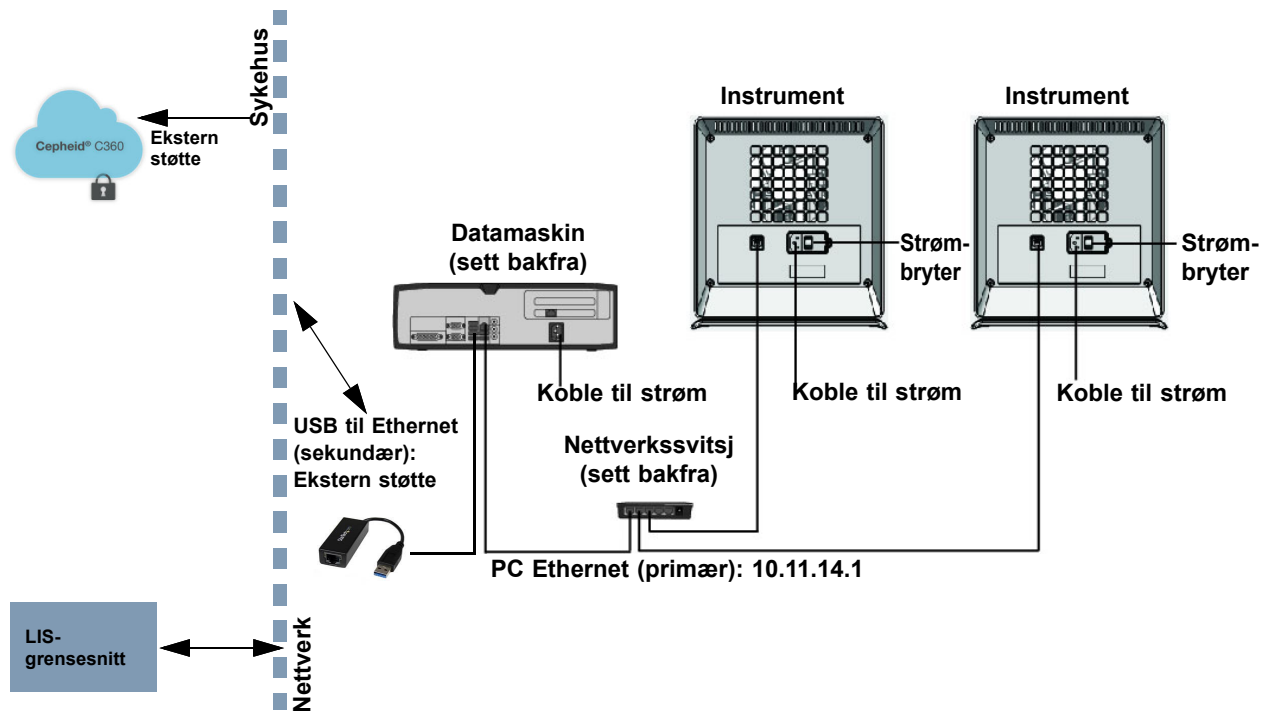 Sykehus
Cepheid® C360
Ekstern
støtte
Instrument
Instrument
Datamaskin
(sett bakfra)
Strøm-
bryter
Strøm-
bryter
Koble til strøm
Koble til strøm
Koble til strøm
USB til Ethernet
(sekundær):
Ekstern støtte
Nettverkssvitsj
(sett bakfra)
PC Ethernet (primær): 10.11.14.1
LIS-
grensesnitt
Nettverk